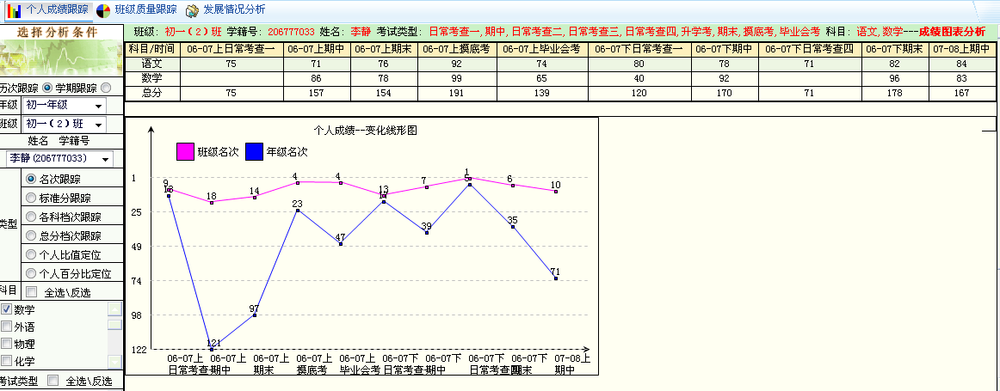 个人成绩跟踪 班级质量跟踪 发展情况分析
选择分析条件
历次跟踪 学期跟踪
年级 初一年级
班级 初一(2)班
姓名 学籍号
李静(206777033)
类型
名次跟踪
标准分跟踪
各科档次跟踪
总分档次跟踪
个人比值定位
个人百分比定位
科目 全选\反选
数学
外语
物理
化学
考试类型 全选\反选
班级: 初一(2)班 学籍号: 206777033 姓名: 李静 考试类型: 日常考查一,期中,日常考查二,日常考查三,日常考查四,升学考,期末,摸底考,毕业会考 科目: 语文,数学---成绩图表分析
科目/时间 06-07上日常考查一 06-07上期中 06-07上期末 06-07上摸底考 06-07上毕业会考 06-07下日常考查一 06-07下期中 06-07下日常考查四 06-07下期末 07-08上期中
语文 75 71 76 92 74 80 78 71 82 84
数学 86 78 99 65 40 92 96 83
总分 75 157 154 191 139 120 170 71 178 167
个人成绩--变化线形图
班级名次 年级名次
1
25
49
74
98
122
9 18 14 4 4 13 7 1 6 10
13 121 97 23 47 39 5 35 71
06-07上 06-07上 06-07上 06-07上 06-07上 06-07下 06-07下 06-07下 06-07下 07-08上
日常考查一 期中 期末 摸底考 毕业会考 日常考查一 期中 日常考查四 期末 期中